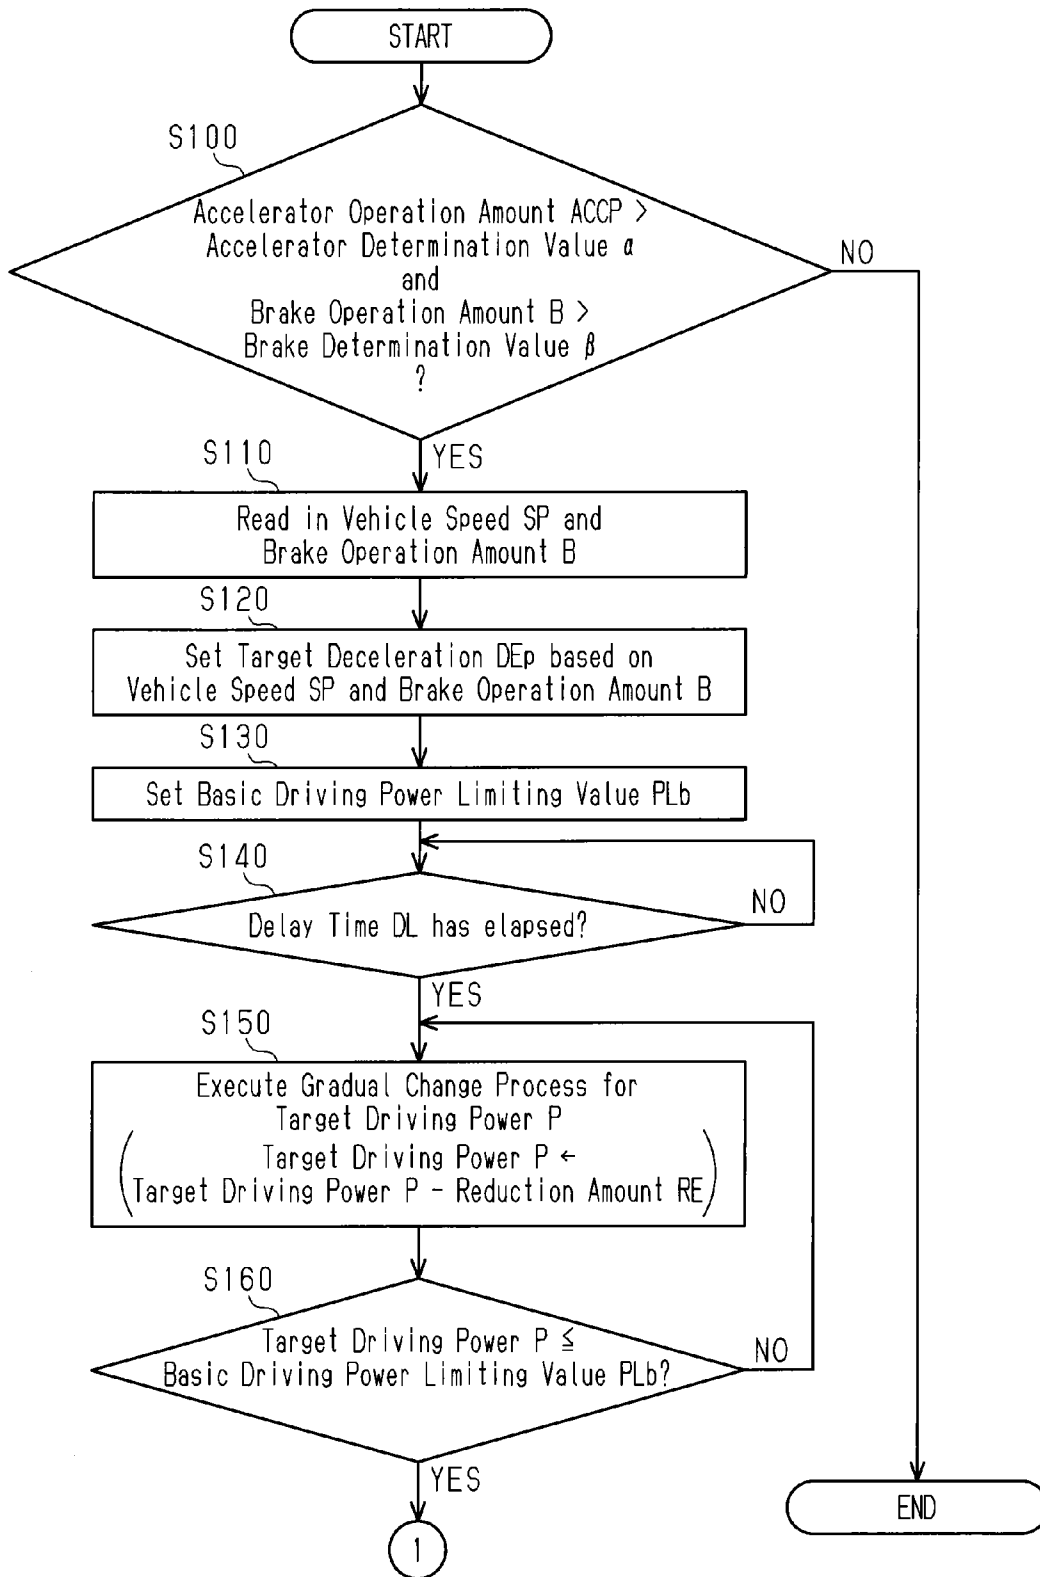 START
S100
Accelerator Operation Amount ACCP >
Accelerator Determination Value α
and
Brake Operation Amount B >
Brake Determination Value β
?
NO
YES
S110
Read in Vehicle Speed SP and
Brake Operation Amount B
S120
Set Target Deceleration DEp based on
Vehicle Speed SP and Brake Operation Amount B
S130
Set Basic Driving Power Limiting Value PLb
S140
Delay Time DL has elapsed?
NO
YES
S150
Execute Gradual Change Process for
Target Driving Power P
(Target Driving Power P ←
Target Driving Power P - Reduction Amount RE)
S160
Target Driving Power P ≦
Basic Driving Power Limiting Value PLb?
NO
YES
1
END